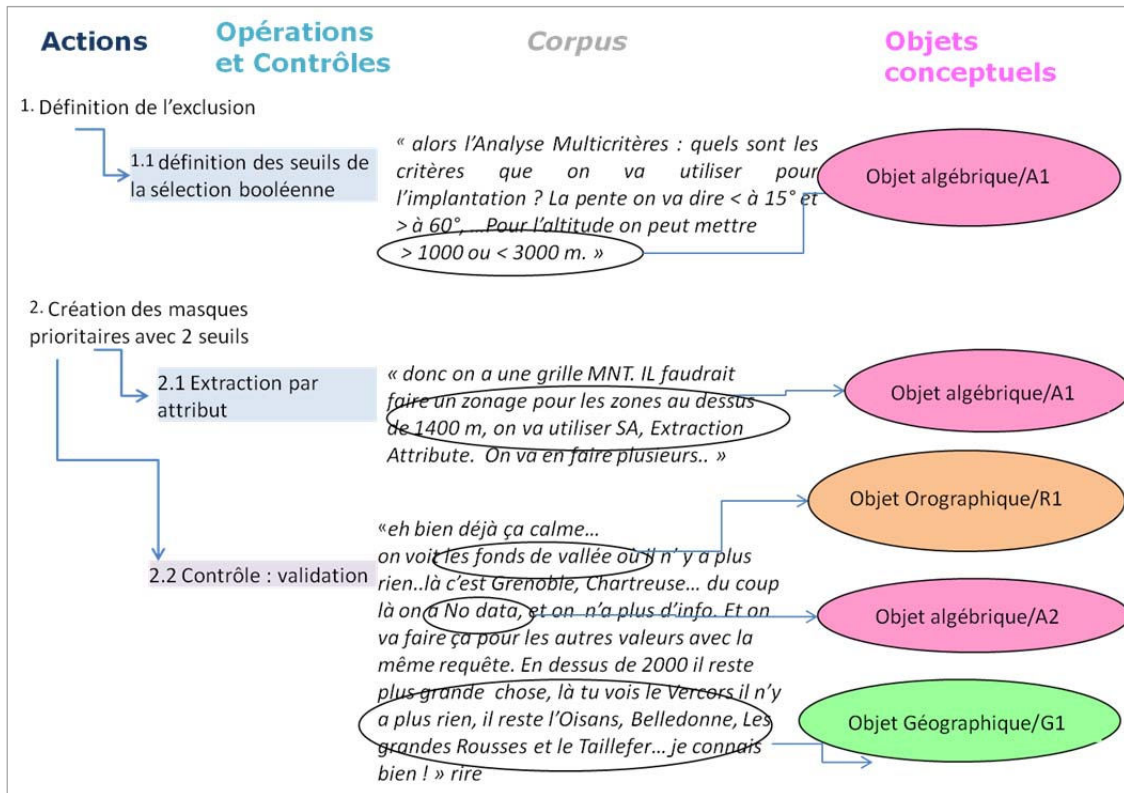 Actions
Opérations
et Contrôles
Corpus
Objets
conceptuels
1. Définition de l'exclusion
1.1 définition des seuils de
la sélection booléenne
« alors l'Analyse Multicritères : quels sont les
critères que on va utiliser pour
l'implantation ? La pente on va dire < à 15° et
> à 60°, ...Pour l'altitude on peut mettre
> 1000 ou < 3000 m. »
Objet algébrique/A1
2. Création des masques
prioritaires avec 2 seuils
2.1 Extraction par
attribut
« donc on a une grille MNT. IL faudrait
faire un zonage pour les zones au dessus
de 1400 m, on va utiliser SA, Extraction
Attribute. On va en faire plusieurs.. »
Objet algébrique/A1
Objet Orographique/R1
2.2 Contrôle : validation
«eh bien déjà ça calme...
on voit les fonds de vallée où il n' y a plus
rien..là c'est Grenoble, Chartreuse... du coup
là on a No data, et on n'a plus d'info. Et on
va faire ça pour les autres valeurs avec la
même requête. En dessus de 2000 il reste
plus grande chose, là tu vois le Vercors il n'y
a plus rien, il reste l'Oisans, Belledonne, Les
grandes Rousses et le Taillefer... je connais
bien ! » rire
Objet algébrique/A2
Objet Géographique/G1